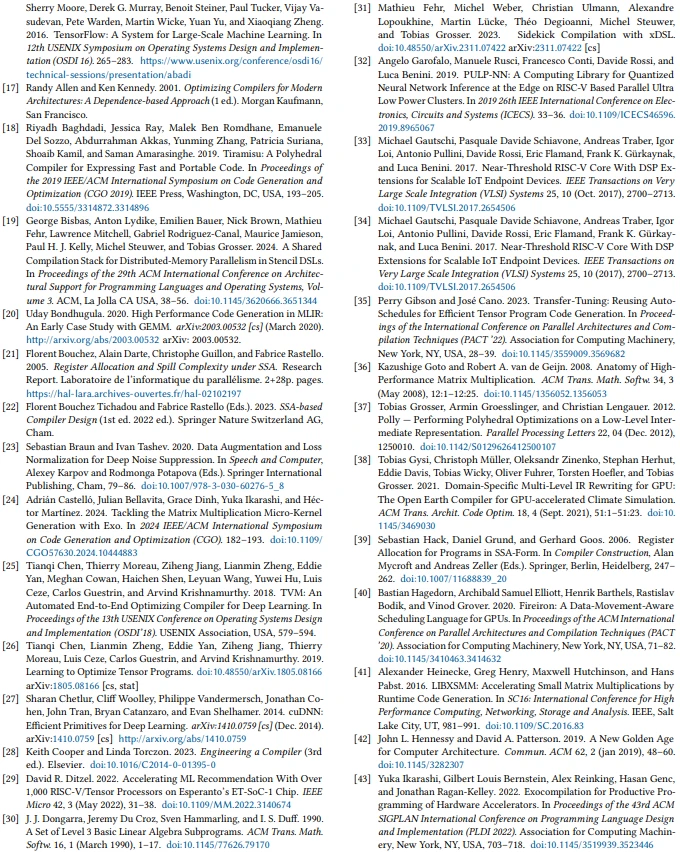 Sherry Moore, Derek G. Murray, Benoit Steiner, Paul Tucker, Vijay Va-
sudevan, Pete Warden, Martin Wicke, Yuan Yu, and Xiaoqiang Zheng.
2016. TensorFlow: A System for Large-Scale Machine Learning. In
12th USENIX Symposium on Operating Systems Design and Implemen-
tation (OSDI 16). 265–283. https://www.usenix.org/conference/osdi16/
technical-sessions/presentation/abadi
[17] Randy Allen and Ken Kennedy. 2001. Optimizing Compilers for Modern
Architectures: A Dependence-based Approach (1 ed.). Morgan Kaufmann,
San Francisco.
[18] Riyadh Baghdadi, Jessica Ray, Malek Ben Romdhane, Emanuele
Del Sozzo, Abdurrahman Akkas, Yunming Zhang, Patricia Suriana,
Shoaib Kamil, and Saman Amarasinghe. 2019. Tiramisu: A Polyhedral
Compiler for Expressing Fast and Portable Code. In Proceedings of
the 2019 IEEE/ACM International Symposium on Code Generation and
Optimization (CGO 2019). IEEE Press, Washington, DC, USA, 193–205.
doi:10.5555/3314872.3314896
[19] George Bisbas, Anton Lydike, Emilien Bauer, Nick Brown, Mathieu
Fehr, Lawrence Mitchell, Gabriel Rodriguez-Canal, Maurice Jamieson,
Paul H. J. Kelly, Michel Steuwer, and Tobias Grosser. 2024. A Shared
Compilation Stack for Distributed-Memory Parallelism in Stencil DSLs.
In Proceedings of the 29th ACM International Conference on Architec-
tural Support for Programming Languages and Operating Systems, Vol-
ume 3. ACM, La Jolla CA USA, 38–56. doi:10.1145/3620666.3651344
[20] Uday Bondhugula. 2020. High Performance Code Generation in MLIR:
An Early Case Study with GEMM. arXiv:2003.00532 [cs] (March 2020).
http://arxiv.org/abs/2003.00532 arXiv: 2003.00532.
[21] Florent Bouchez, Alain Darte, Christophe Guillon, and Fabrice Rastello.
2005. Register Allocation and Spill Complexity under SSA. Research
Report. Laboratoire de l'informatique du parallélisme. 2+28p. pages.
https://hal-lara.archives-ouvertes.fr/hal-02102197
[22] Florent Bouchez Tichadou and Fabrice Rastello (Eds.). 2023. SSA-based
Compiler Design (1st ed. 2022 ed.). Springer Nature Switzerland AG,
Cham.
[23] Sebastian Braun and Ivan Tashev. 2020. Data Augmentation and Loss
Normalization for Deep Noise Suppression. In Speech and Computer,
Alexey Karpov and Rodmonga Potapova (Eds.). Springer International
Publishing, Cham, 79–86. doi:10.1007/978-3-030-60276-5_8
[24] Adrián Castelló, Julian Bellavita, Grace Dinh, Yuka Ikarashi, and Héc-
tor Martínez. 2024. Tackling the Matrix Multiplication Micro-Kernel
Generation with Exo. In 2024 IEEE/ACM International Symposium
on Code Generation and Optimization (CGO). 182–193. doi:10.1109/
CGO57630.2024.10444883
[25] Tianqi Chen, Thierry Moreau, Ziheng Jiang, Lianmin Zheng, Eddie
Yan, Meghan Cowan, Haichen Shen, Leyuan Wang, Yuwei Hu, Luis
Ceze, Carlos Guestrin, and Arvind Krishnamurthy. 2018. TVM: An
Automated End-to-End Optimizing Compiler for Deep Learning. In
Proceedings of the 13th USENIX Conference on Operating Systems Design
and Implementation (OSDI'18). USENIX Association, USA, 579–594.
[26] Tianqi Chen, Lianmin Zheng, Eddie Yan, Ziheng Jiang, Thierry
Moreau, Luis Ceze, Carlos Guestrin, and Arvind Krishnamurthy. 2019.
Learning to Optimize Tensor Programs. doi:10.48550/arXiv.1805.08166
arXiv:1805.08166 [cs, stat]
[27] Sharan Chetlur, Cliff Woolley, Philippe Vandermersch, Jonathan Co-
hen, John Tran, Bryan Catanzaro, and Evan Shelhamer. 2014. cuDNN:
Efficient Primitives for Deep Learning. arXiv:1410.0759 [cs] (Dec. 2014).
arXiv:1410.0759 [cs] http://arxiv.org/abs/1410.0759
[28] Keith Cooper and Linda Torczon. 2023. Engineering a Compiler (3rd
ed.). Elsevier. doi:10.1016/C2014-0-01395-0
[29] David R. Ditzel. 2022. Accelerating ML Recommendation With Over
1,000 RISC-V/Tensor Processors on Esperanto's ET-SoC-1 Chip. IEEE
Micro 42, 3 (May 2022), 31–38. doi:10.1109/MM.2022.3140674
[30] J. J. Dongarra, Jeremy Du Croz, Sven Hammarling, and I. S. Duff. 1990.
A Set of Level 3 Basic Linear Algebra Subprograms. ACM Trans. Math.
Softw. 16, 1 (March 1990), 1–17. doi:10.1145/77626.79170
[31] Mathieu Fehr, Michel Weber, Christian Ulmann, Alexandre
Lopoukhine, Martin Lücke, Théo Degioanni, Michel Steuwer,
and Tobias Grosser. 2023. Sidekick Compilation with xDSL.
doi:10.48550/arXiv.2311.07422 arXiv:2311.07422 [cs]
[32] Angelo Garofalo, Manuele Rusci, Francesco Conti, Davide Rossi, and
Luca Benini. 2019. PULP-NN: A Computing Library for Quantized
Neural Network Inference at the Edge on RISC-V Based Parallel Ultra
Low Power Clusters. In 2019 26th IEEE International Conference on Elec-
tronics, Circuits and Systems (ICECS). 33–36. doi:10.1109/ICECS46596.
2019.8965067
[33] Michael Gautschi, Pasquale Davide Schiavone, Andreas Traber, Igor
Loi, Antonio Pullini, Davide Rossi, Eric Flamand, Frank K. Gürkaynak,
and Luca Benini. 2017. Near-Threshold RISC-V Core With DSP Ex-
tensions for Scalable IoT Endpoint Devices. IEEE Transactions on Very
Large Scale Integration (VLSI) Systems 25, 10 (Oct. 2017), 2700–2713.
doi:10.1109/TVLSI.2017.2654506
[34] Michael Gautschi, Pasquale Davide Schiavone, Andreas Traber, Igor
Loi, Antonio Pullini, Davide Rossi, Eric Flamand, Frank K. Gürkay-
nak, and Luca Benini. 2017. Near-Threshold RISC-V Core With DSP
Extensions for Scalable IoT Endpoint Devices. IEEE Transactions on
Very Large Scale Integration (VLSI) Systems 25, 10 (2017), 2700–2713.
doi:10.1109/TVLSI.2017.2654506
[35] Perry Gibson and José Cano. 2023. Transfer-Tuning: Reusing Auto-
Schedules for Efficient Tensor Program Code Generation. In Proceed-
ings of the International Conference on Parallel Architectures and Com-
pilation Techniques (PACT '22). Association for Computing Machinery,
New York, NY, USA, 28–39. doi:10.1145/3559009.3569682
[36] Kazushige Goto and Robert A. van de Geijn. 2008. Anatomy of High-
Performance Matrix Multiplication. ACM Trans. Math. Softw. 34, 3
(May 2008), 12:1–12:25. doi:10.1145/1356052.1356053
[37] Tobias Grosser, Armin Groesslinger, and Christian Lengauer. 2012.
Polly — Performing Polyhedral Optimizations on a Low-Level Inter-
mediate Representation. Parallel Processing Letters 22, 04 (Dec. 2012),
1250010. doi:10.1142/S0129626412500107
[38] Tobias Gysi, Christoph Müller, Oleksandr Zinenko, Stephan Herhut,
Eddie Davis, Tobias Wicky, Oliver Fuhrer, Torsten Hoefler, and Tobias
Grosser. 2021. Domain-Specific Multi-Level IR Rewriting for GPU:
The Open Earth Compiler for GPU-accelerated Climate Simulation.
ACM Trans. Archit. Code Optim. 18, 4 (Sept. 2021), 51:1–51:23. doi:10.
1145/3469030
[39] Sebastian Hack, Daniel Grund, and Gerhard Goos. 2006. Register
Allocation for Programs in SSA-Form. In Compiler Construction, Alan
Mycroft and Andreas Zeller (Eds.). Springer, Berlin, Heidelberg, 247–
262. doi:10.1007/11688839_20
[40] Bastian Hagedorn, Archibald Samuel Elliott, Henrik Barthels, Rastislav
Bodik, and Vinod Grover. 2020. Fireiron: A Data-Movement-Aware
Scheduling Language for GPUs. In Proceedings of the ACM International
Conference on Parallel Architectures and Compilation Techniques (PACT
'20). Association for Computing Machinery, New York, NY, USA, 71–82.
doi:10.1145/3410463.3414632
[41] Alexander Heinecke, Greg Henry, Maxwell Hutchinson, and Hans
Pabst. 2016. LIBXSMM: Accelerating Small Matrix Multiplications by
Runtime Code Generation. In SC16: International Conference for High
Performance Computing, Networking, Storage and Analysis. IEEE, Salt
Lake City, UT, 981–991. doi:10.1109/SC.2016.83
[42] John L. Hennessy and David A. Patterson. 2019. A New Golden Age
for Computer Architecture. Commun. ACM 62, 2 (jan 2019), 48–60.
doi:10.1145/3282307
[43] Yuka Ikarashi, Gilbert Louis Bernstein, Alex Reinking, Hasan Genc,
and Jonathan Ragan-Kelley. 2022. Exocompilation for Productive Pro-
gramming of Hardware Accelerators. In Proceedings of the 43rd ACM
SIGPLAN International Conference on Programming Language Design
and Implementation (PLDI 2022). Association for Computing Machin-
ery, New York, NY, USA, 703–718. doi:10.1145/3519939.3523446